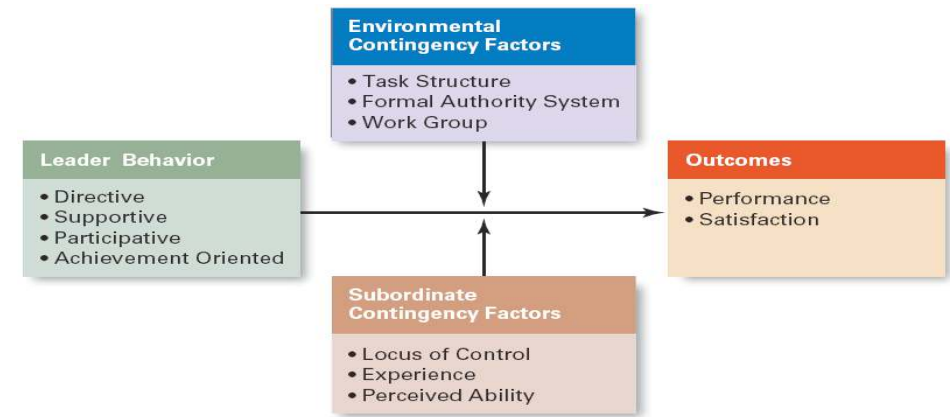 Environmental
Contingency Factors
• Task Structure
• Formal Authority System
• Work Group
Leader Behavior
• Directive
• Supportive
• Participative
• Achievement Oriented
Outcomes
• Performance
• Satisfaction
Subordinate
Contingency Factors
• Locus of Control
• Experience
• Perceived Ability